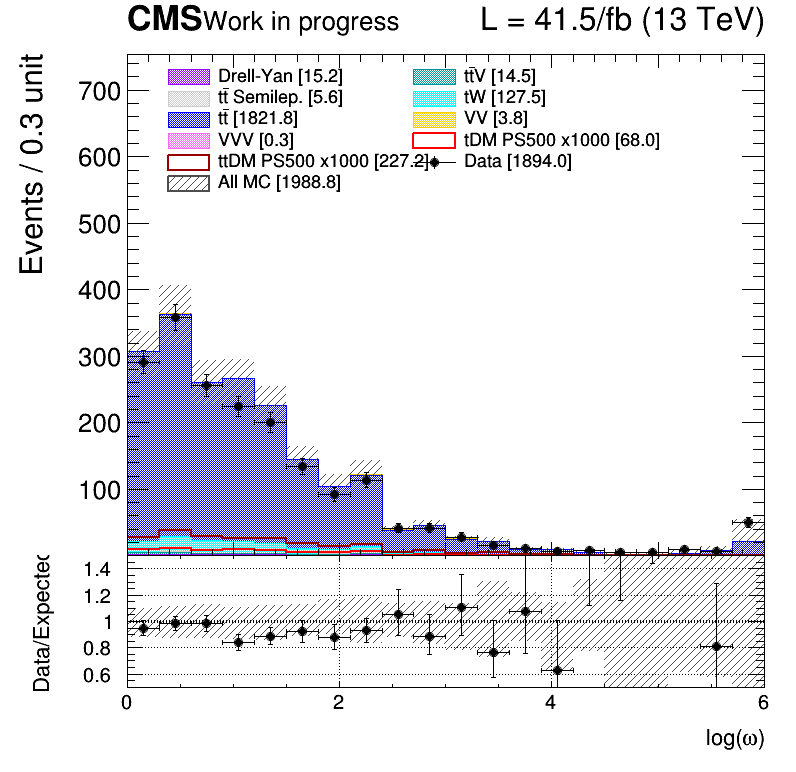 CMS Work in progress L = 41.5/fb (13 TeV)
Events / 0.3 unit
700
600
500
400
300
200
100
Drell-Yan [15.2]
tt̄V [14.5]
tt̄ Semilep. [5.6]
tW [127.5]
tt̄ [1821.8]
VV [3.8]
VVV [0.3]
tDM PS500 x1000 [68.0]
ttDM PS500 x1000 [227.2]
Data [1894.0]
All MC [1988.8]
Data/Expected
1.4
1.2
1
0.8
0.6
0 2 4 6
log(ω)